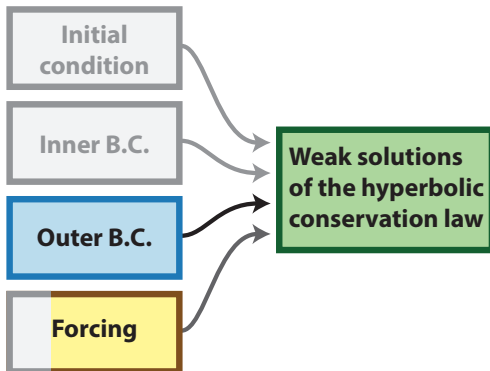 Initial
condition
Inner B.C.
Outer B.C.
Forcing
Weak solutions
of the hyperbolic
conservation law